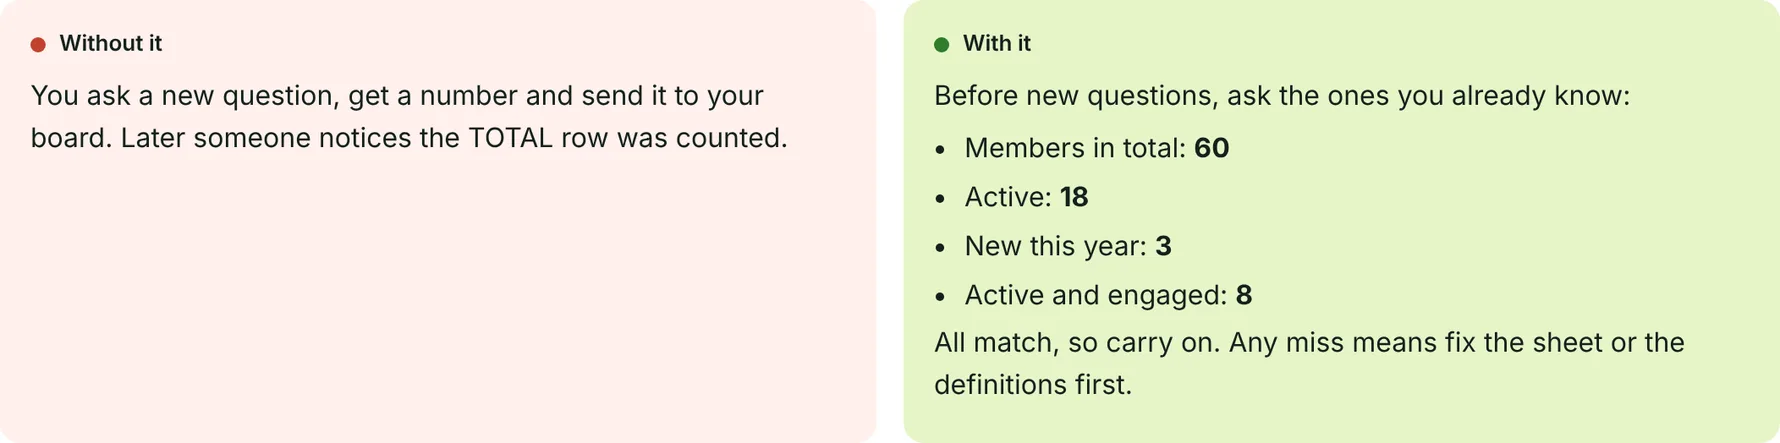 Without it
You ask a new question, get a number and send it to your
board. Later someone notices the TOTAL row was counted.
With it
Before new questions, ask the ones you already know:
• Members in total: 60
• Active: 18
• New this year: 3
• Active and engaged: 8
All match, so carry on. Any miss means fix the sheet or the
definitions first.